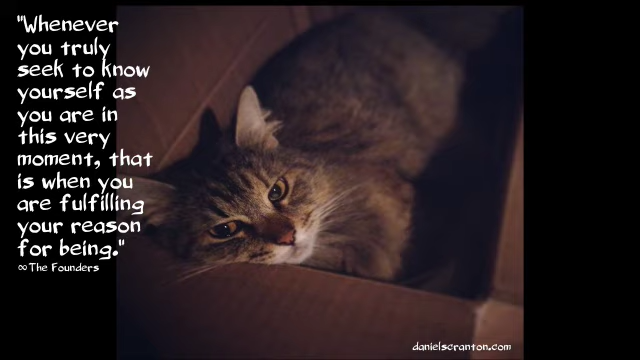 "Whenever
you truly
seek to know
yourself as
you are in
this very
moment, that
is when you
are fulfilling
your reason
for being."
∞The Founders
danielscranton.com